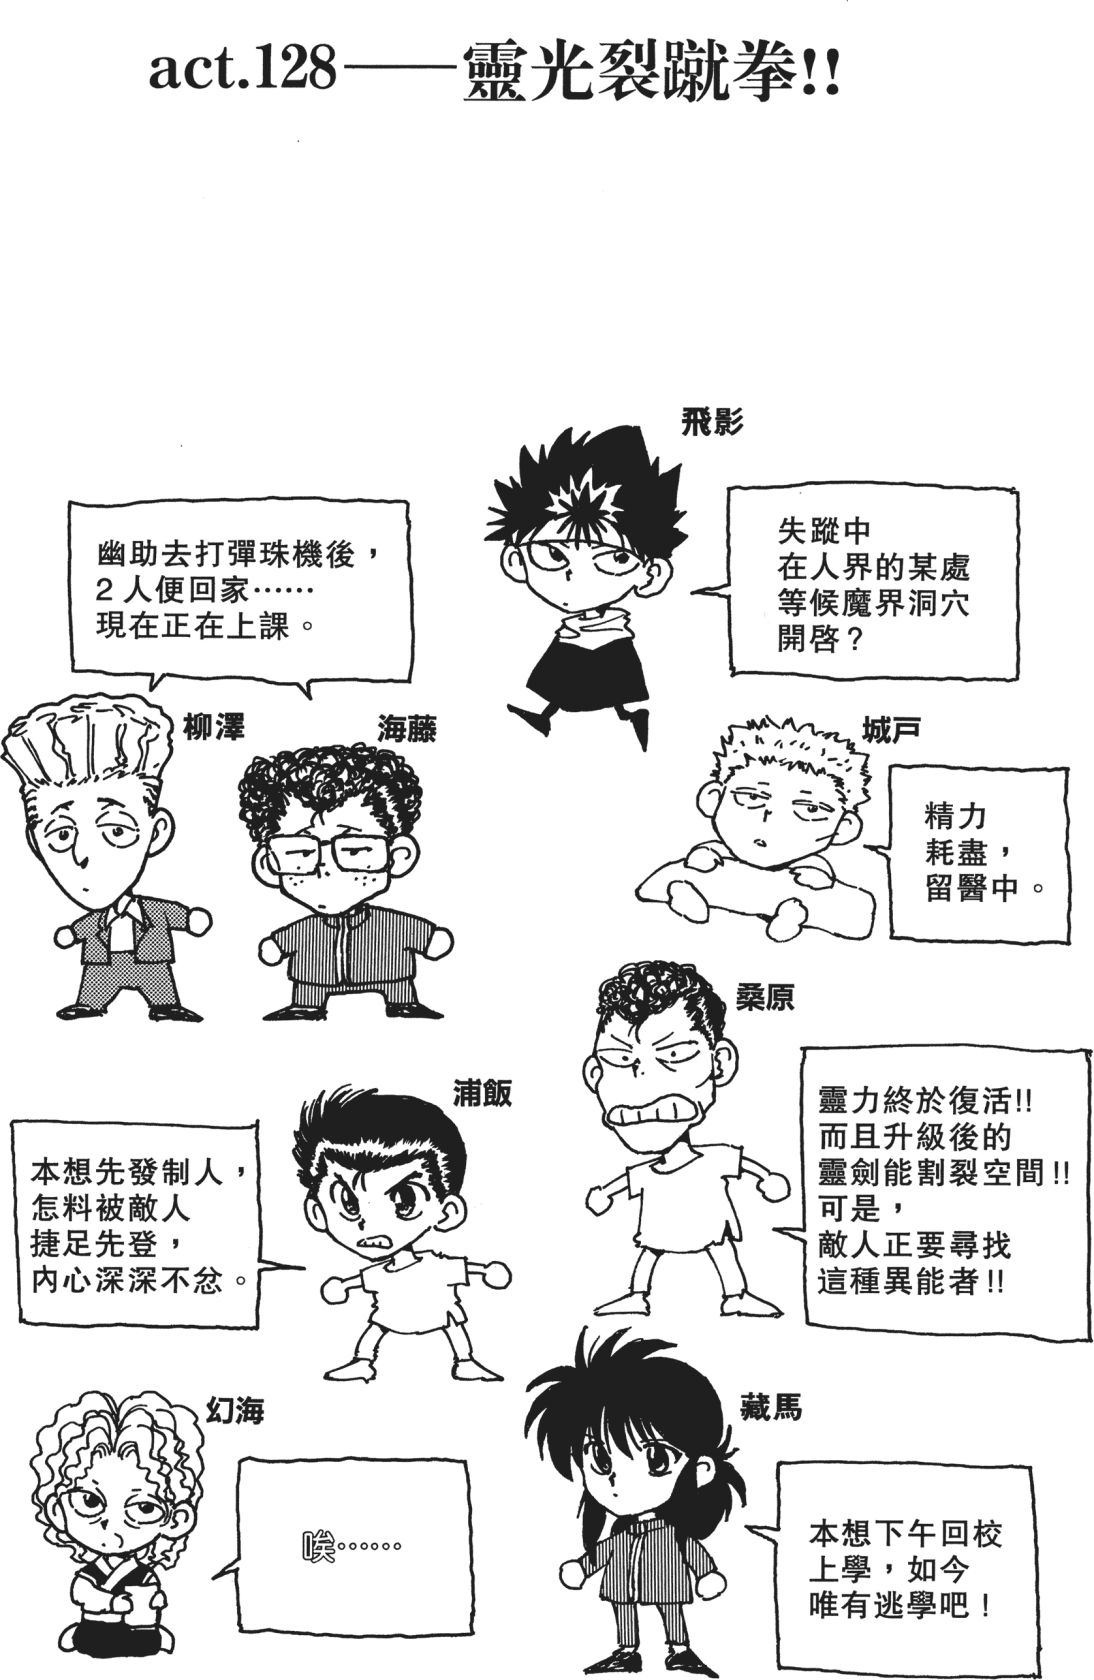 act.128——靈光裂蹴拳!!
飛影
失蹤中
在人界的某處
等候魔界洞穴
開啓？
幽助去打彈珠機後，
2人便回家……
現在正在上課。
柳澤
海藤
城戸
精力
耗盡，
留醫中。
桑原
靈力終於復活!!
而且升級後的
靈劍能割裂空間!!
可是，
敵人正要尋找
這種異能者!!
浦飯
本想先發制人，
怎料被敵人
捷足先登，
內心深深不忿。
幻海
唉……
藏馬
本想下午回校
上學，如今
唯有逃學吧！